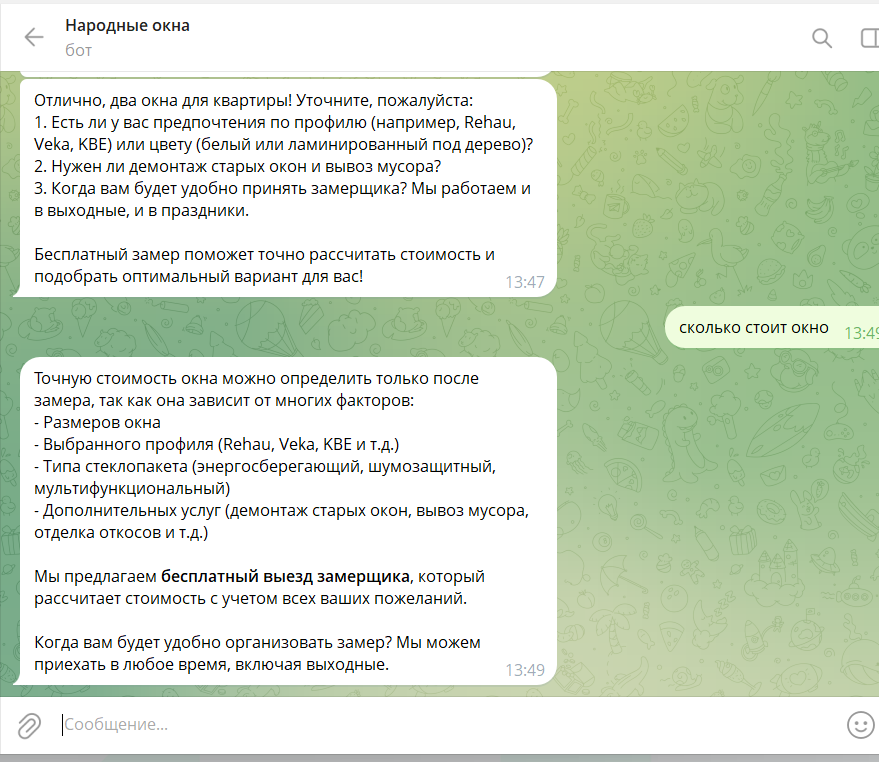 Народные окна
бот
Отлично, два окна для квартиры! Уточните, пожалуйста:
1. Есть ли у вас предпочтения по профилю (например, Rehau,
Veka, KBE) или цвету (белый или ламинированный под дерево)?
2. Нужен ли демонтаж старых окон и вывоз мусора?
3. Когда вам будет удобно принять замерщика? Мы работаем и
в выходные, и в праздники.
Бесплатный замер поможет точно рассчитать стоимость и
подобрать оптимальный вариант для вас!
13:47
сколько стоит окно
13:49
Точную стоимость окна можно определить только после
замера, так как она зависит от многих факторов:
- Размеров окна
- Выбранного профиля (Rehau, Veka, KBE и т.д.)
- Типа стеклопакета (энергосберегающий, шумозащитный,
мультифункциональный)
- Дополнительных услуг (демонтаж старых окон, вывоз мусора,
отделка откосов и т.д.)
Мы предлагаем бесплатный выезд замерщика, который
рассчитает стоимость с учетом всех ваших пожеланий.
Когда вам будет удобно организовать замер? Мы можем
приехать в любое время, включая выходные.
13:49
Сообщение...